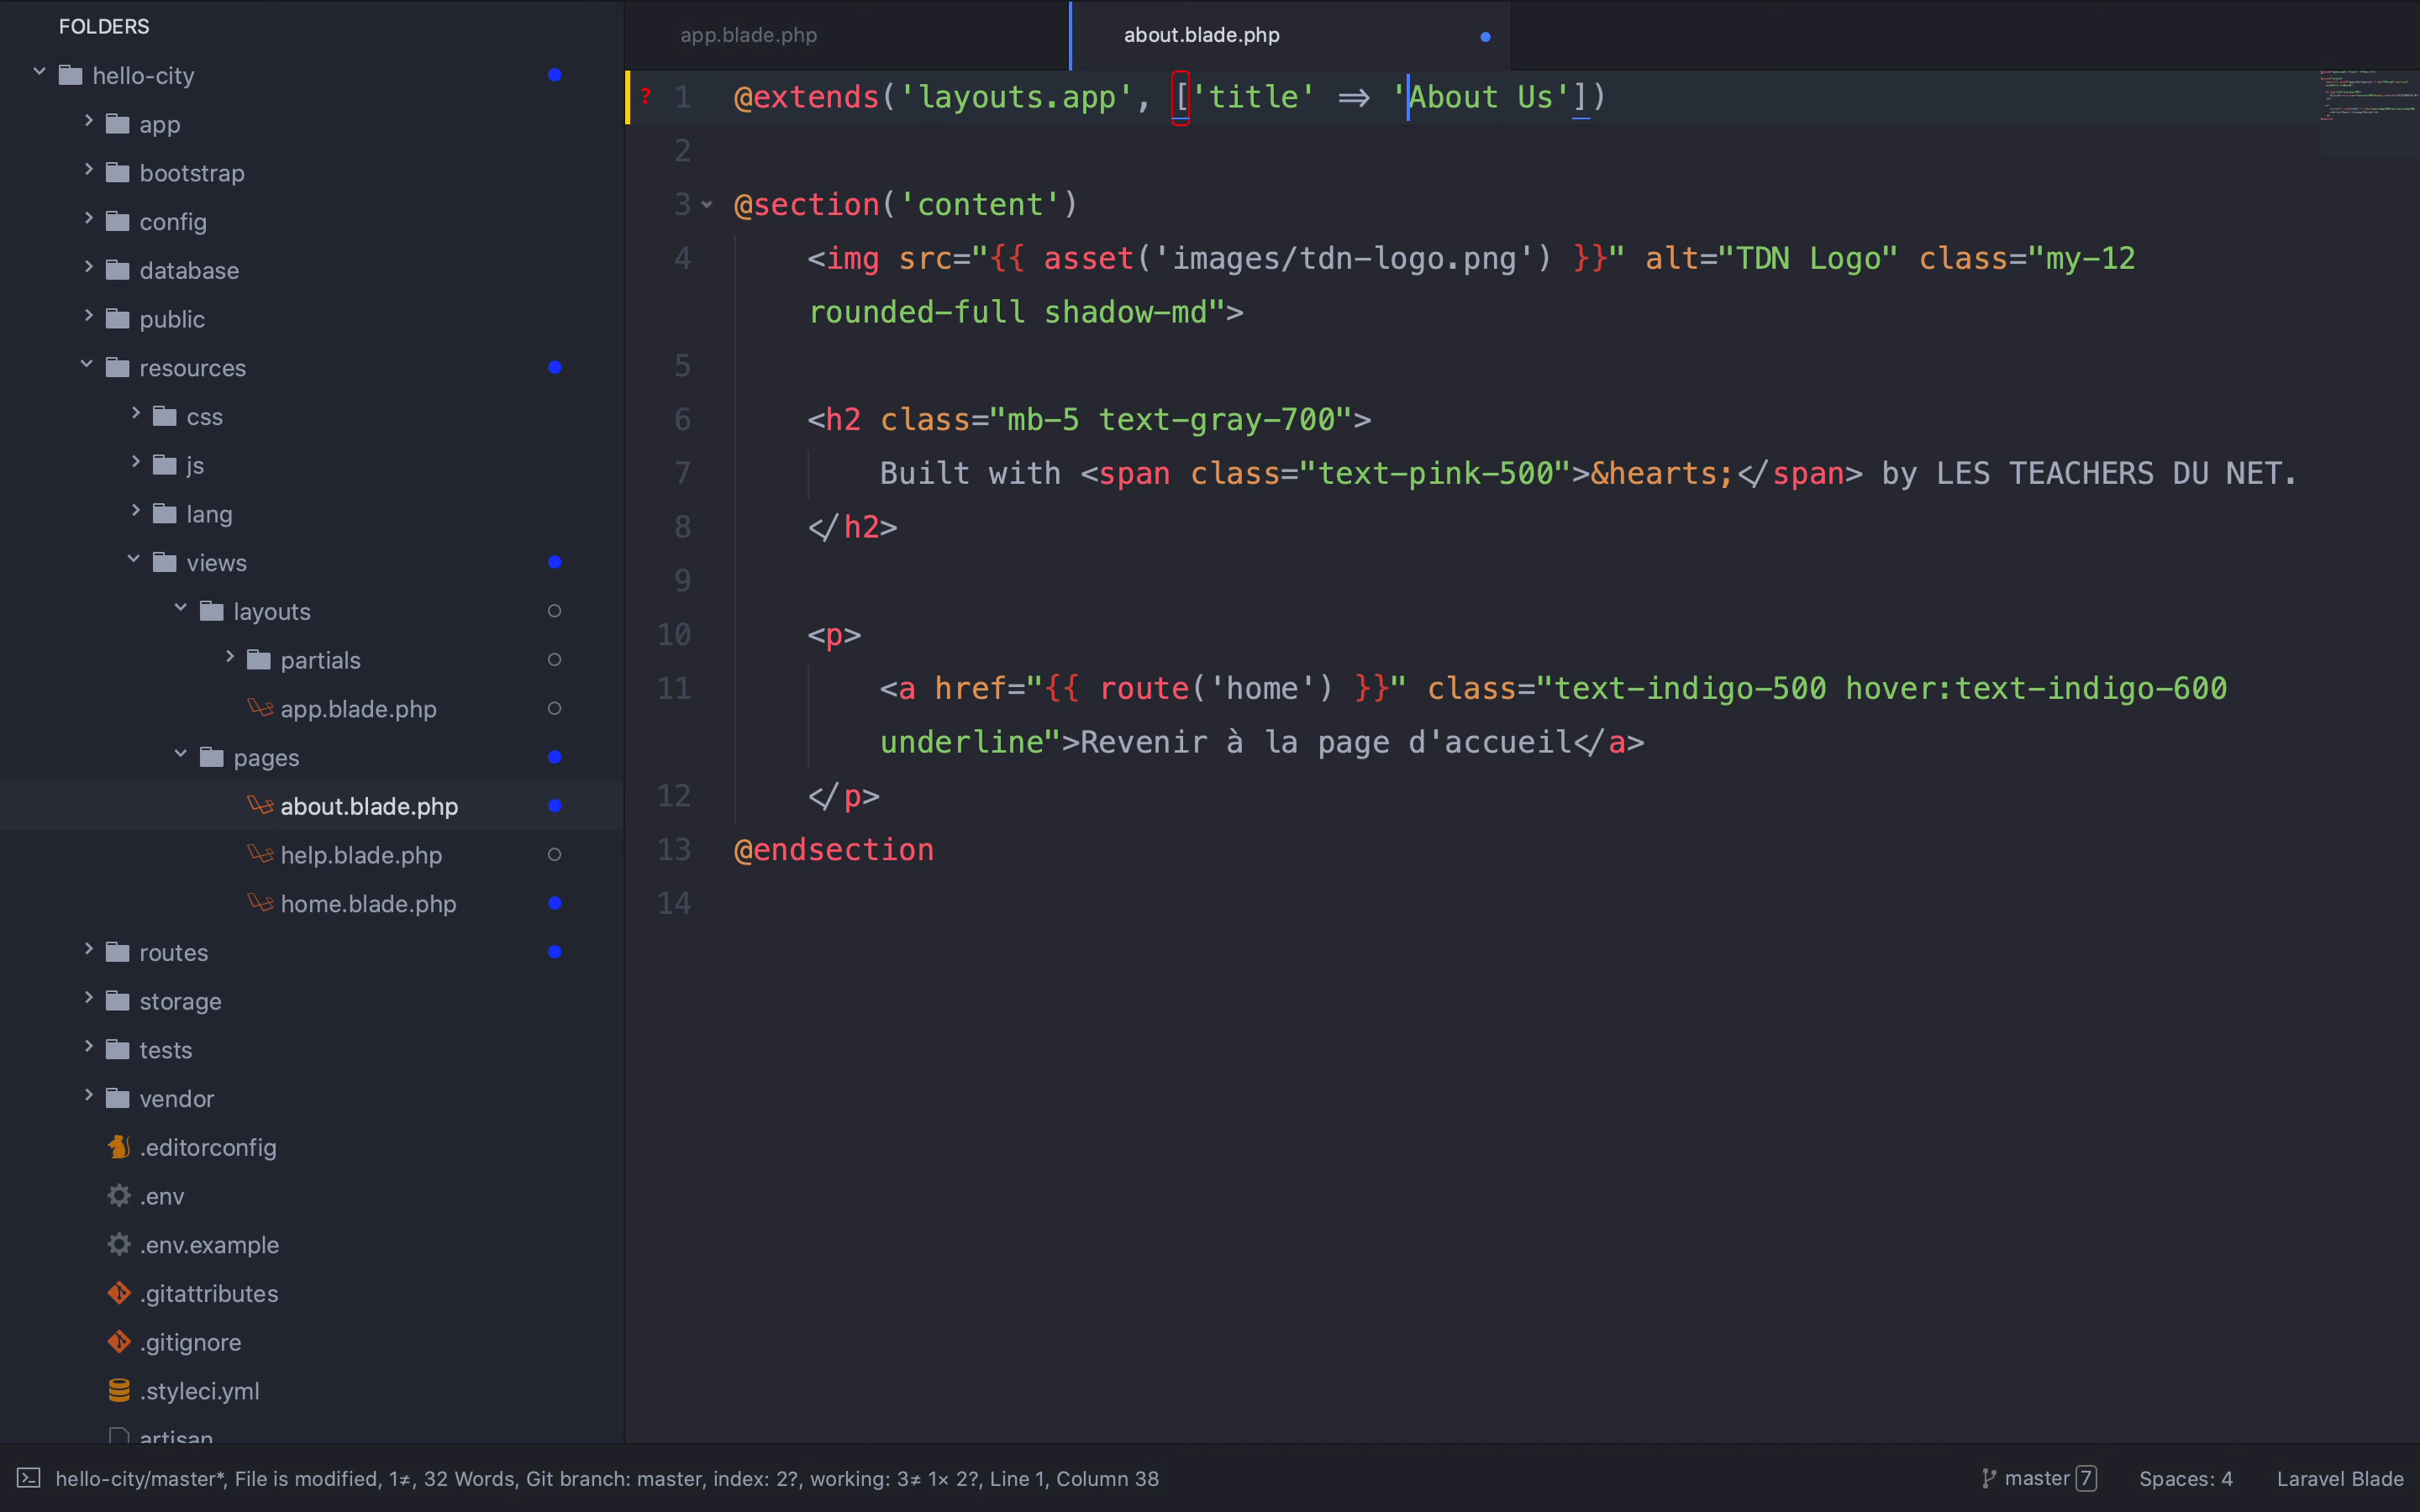 FOLDERS
hello-city
app
bootstrap
config
database
public
resources
css
js
lang
views
layouts
partials
app.blade.php
pages
about.blade.php
help.blade.php
home.blade.php
routes
storage
tests
vendor
.editorconfig
.env
.env.example
.gitattributes
.gitignore
.styleci.yml
artisan
app.blade.php
about.blade.php
? 1 @extends('layouts.app', ['title' => 'About Us'])
2
3 @section('content')
4 <img src="{{ asset('images/tdn-logo.png') }}" alt="TDN Logo" class="my-12
rounded-full shadow-md">
5
6 <h2 class="mb-5 text-gray-700">
7 Built with <span class="text-pink-500">&hearts;</span> by LES TEACHERS DU NET.
8 </h2>
9
10 <p>
11 <a href="{{ route('home') }}" class="text-indigo-500 hover:text-indigo-600
underline">Revenir à la page d'accueil</a>
12 </p>
13 @endsection
14
hello-city/master*, File is modified, 1≠, 32 Words, Git branch: master, index: 2?, working: 3≠ 1× 2?, Line 1, Column 38
master 7
Spaces: 4
Laravel Blade